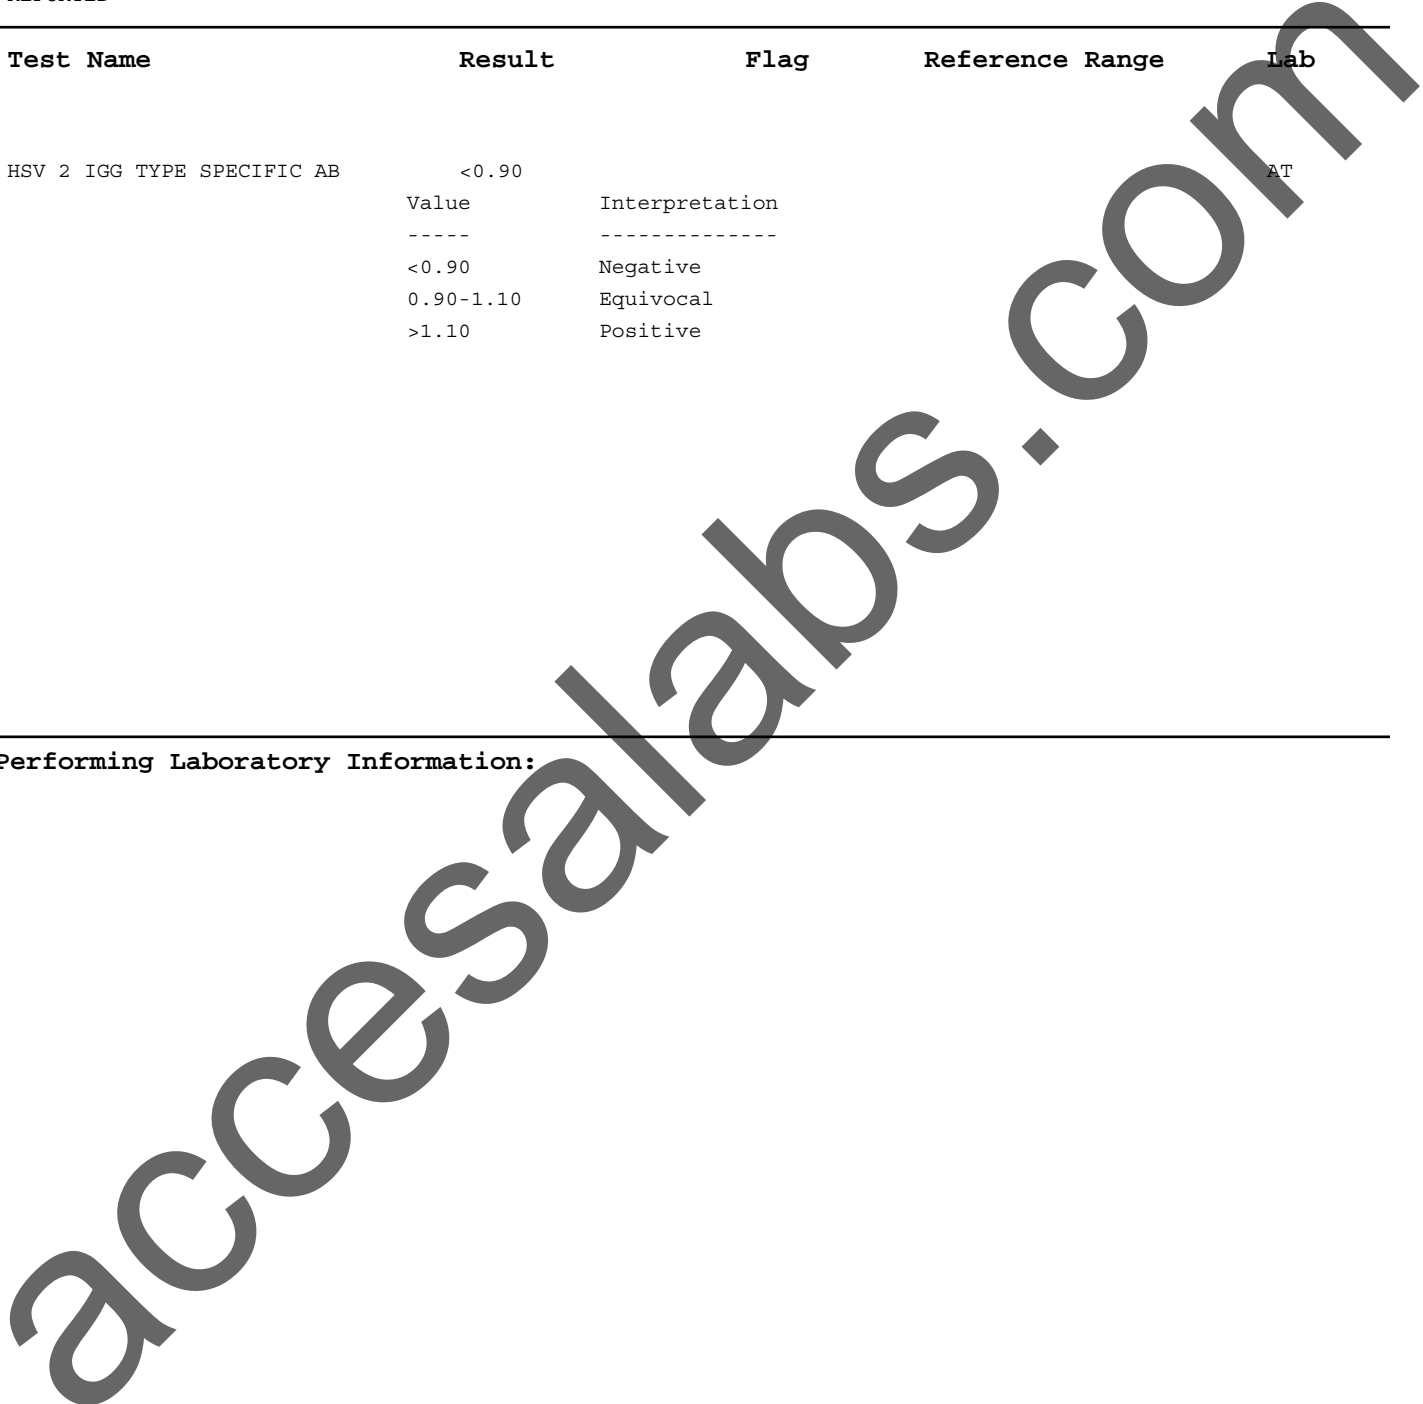 Test Name Result Flag Reference Range Lab
HSV 2 IGG TYPE SPECIFIC AB <0.90 AT
Value Interpretation
----- --------------
<0.90 Negative
0.90-1.10 Equivocal
>1.10 Positive
Performing Laboratory Information:
accesalabs.com